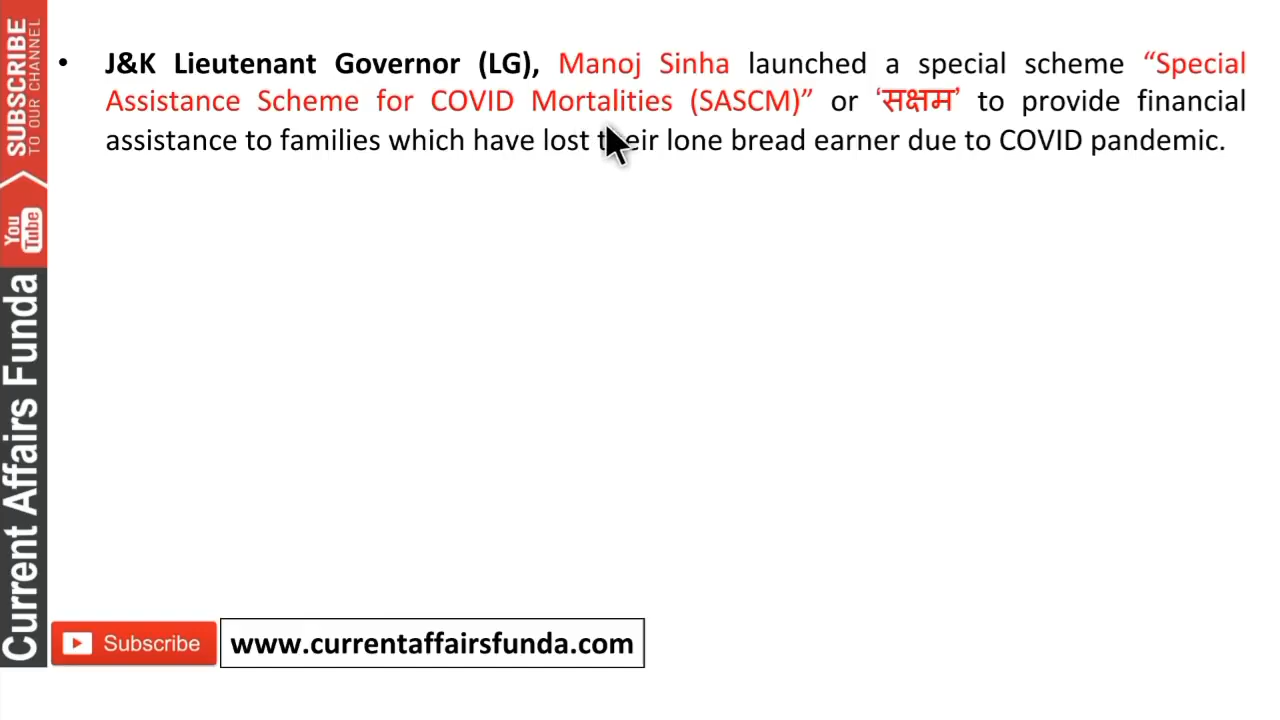 • J&K Lieutenant Governor (LG), Manoj Sinha launched a special scheme “Special
Assistance Scheme for COVID Mortalities (SASCM)” or ‘सक्षम’ to provide financial
assistance to families which have lost their lone bread earner due to COVID pandemic.
SUBSCRIBE
TO OUR CHANNEL
You Tube
Current Affairs Funda
Subscribe
www.currentaffairsfunda.com